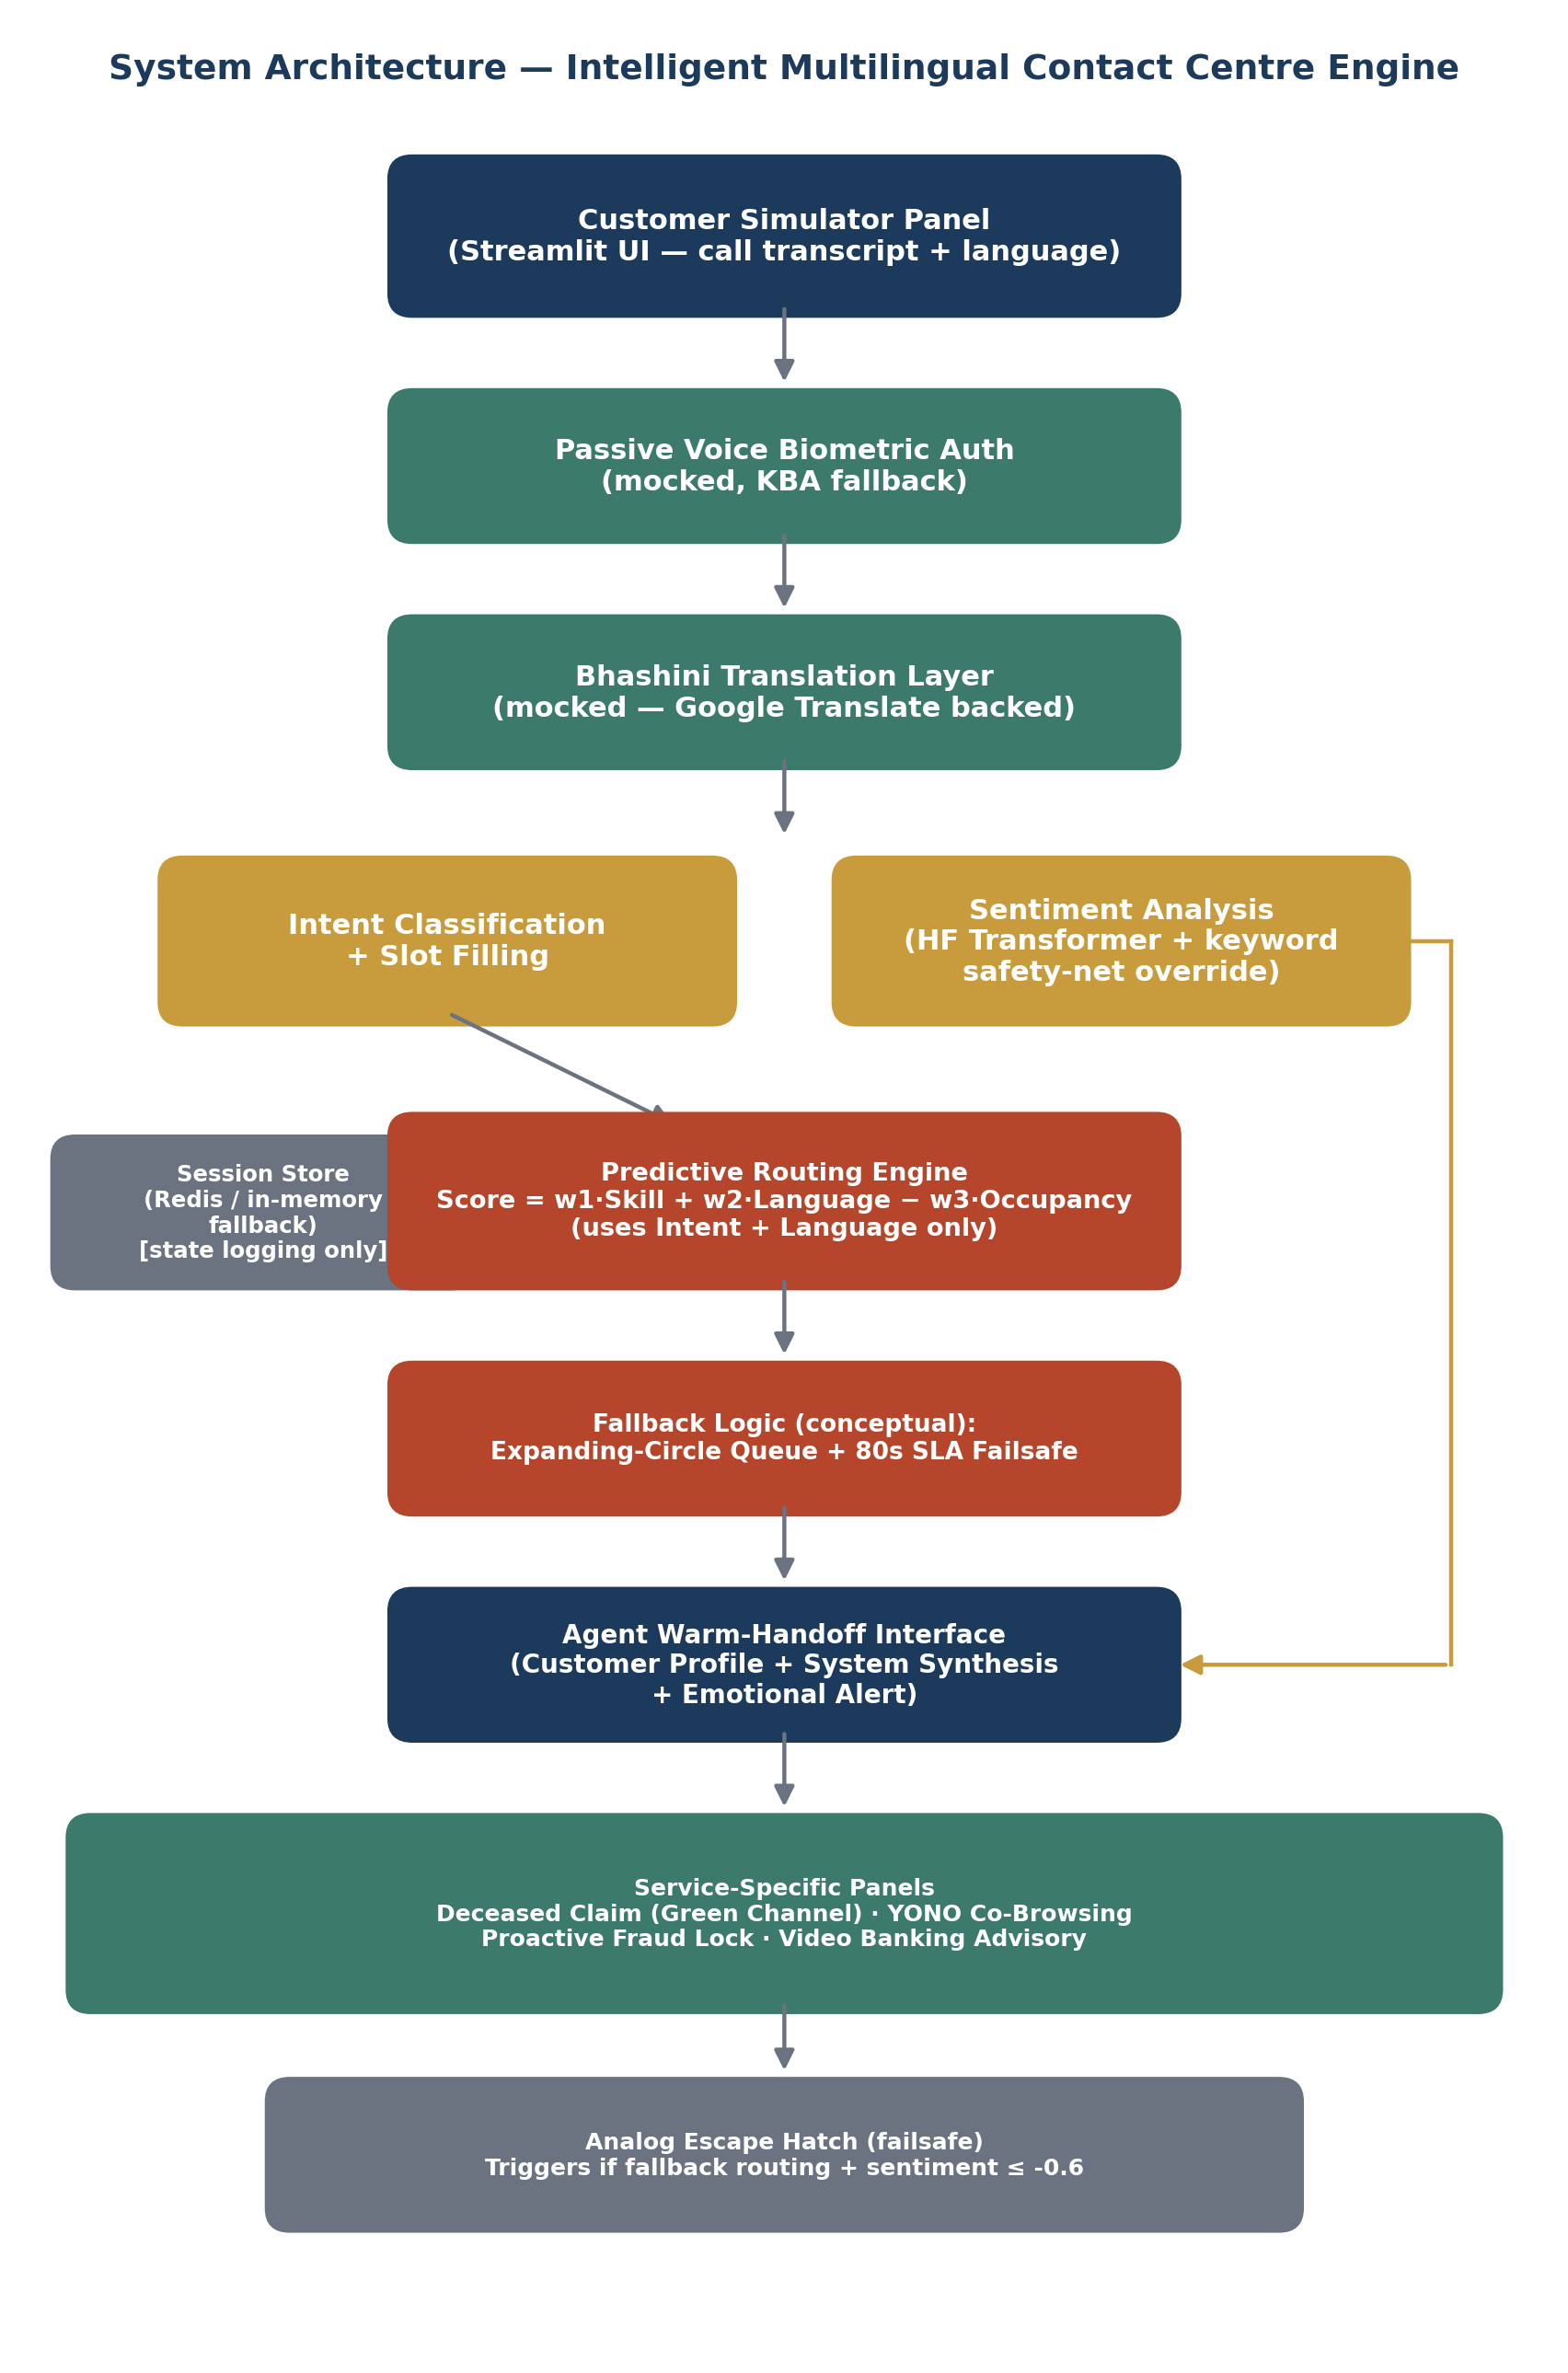 System Architecture — Intelligent Multilingual Contact Centre Engine
Customer Simulator Panel
(Streamlit UI — call transcript + language)
Passive Voice Biometric Auth
(mocked, KBA fallback)
Bhashini Translation Layer
(mocked — Google Translate backed)
Intent Classification
+ Slot Filling
Sentiment Analysis
(HF Transformer + keyword
safety-net override)
Session Store
(Redis / in-memory
fallback)
[state logging only]
Predictive Routing Engine
Score = w1·Skill + w2·Language − w3·Occupancy
(uses Intent + Language only)
Fallback Logic (conceptual):
Expanding-Circle Queue + 80s SLA Failsafe
Agent Warm-Handoff Interface
(Customer Profile + System Synthesis
+ Emotional Alert)
Service-Specific Panels
Deceased Claim (Green Channel) · YONO Co-Browsing
Proactive Fraud Lock · Video Banking Advisory
Analog Escape Hatch (failsafe)
Triggers if fallback routing + sentiment ≤ -0.6